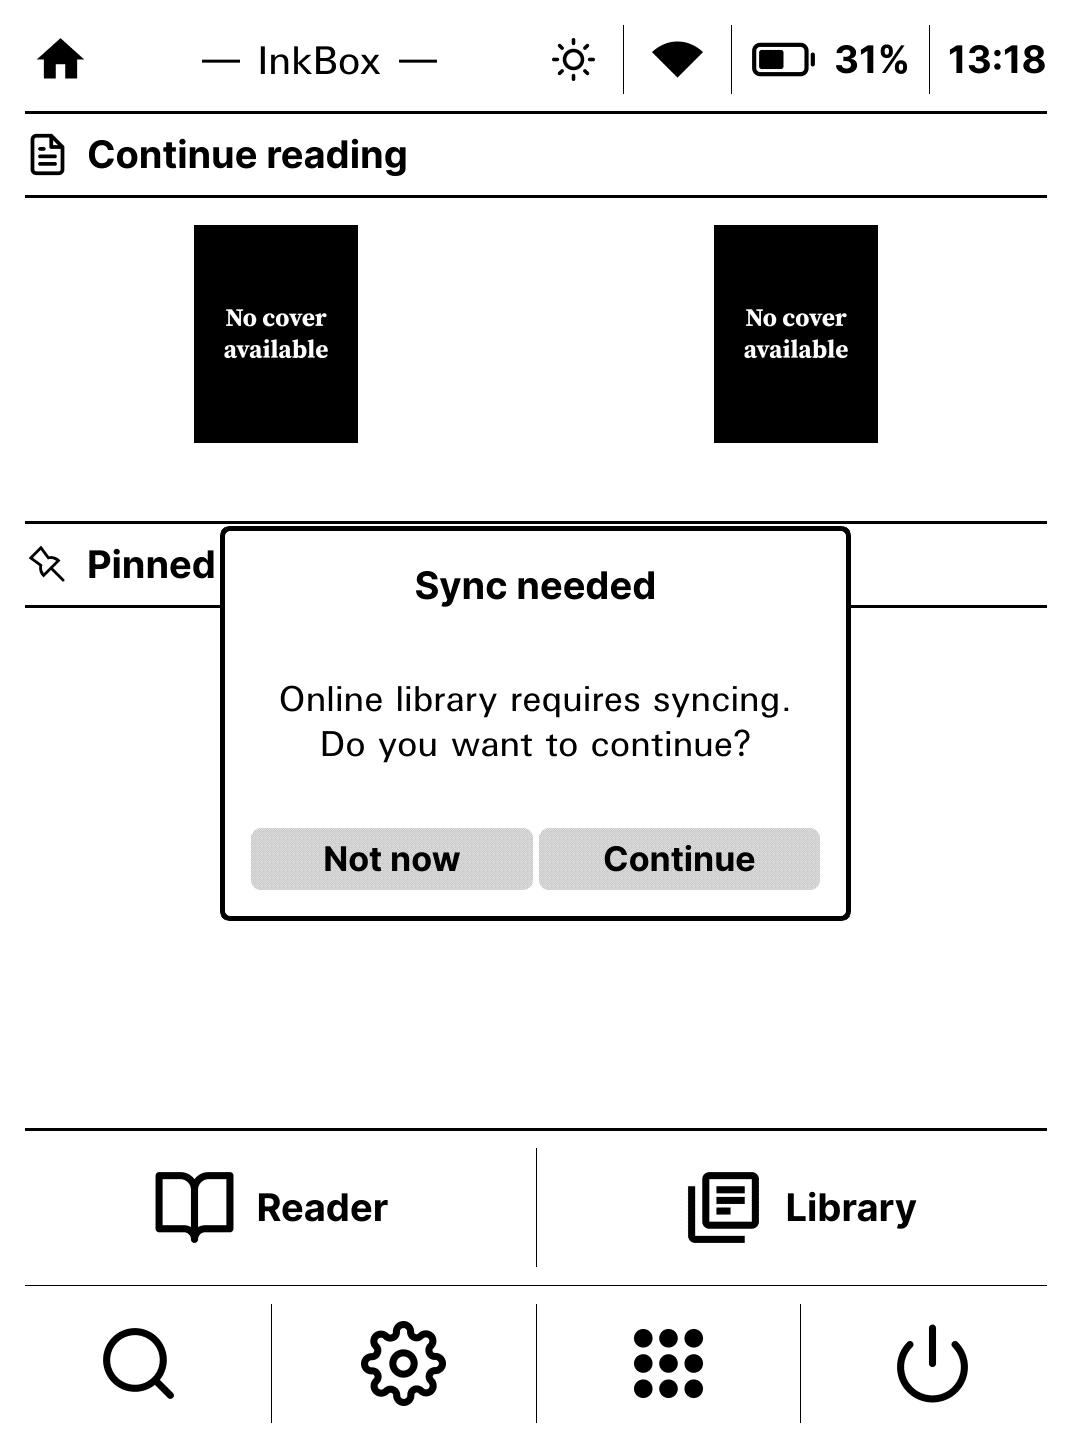 — InkBox —
31%
13:18
Continue reading
No cover
available
No cover
available
Pinned
Sync needed
Online library requires syncing.
Do you want to continue?
Not now
Continue
Reader
Library